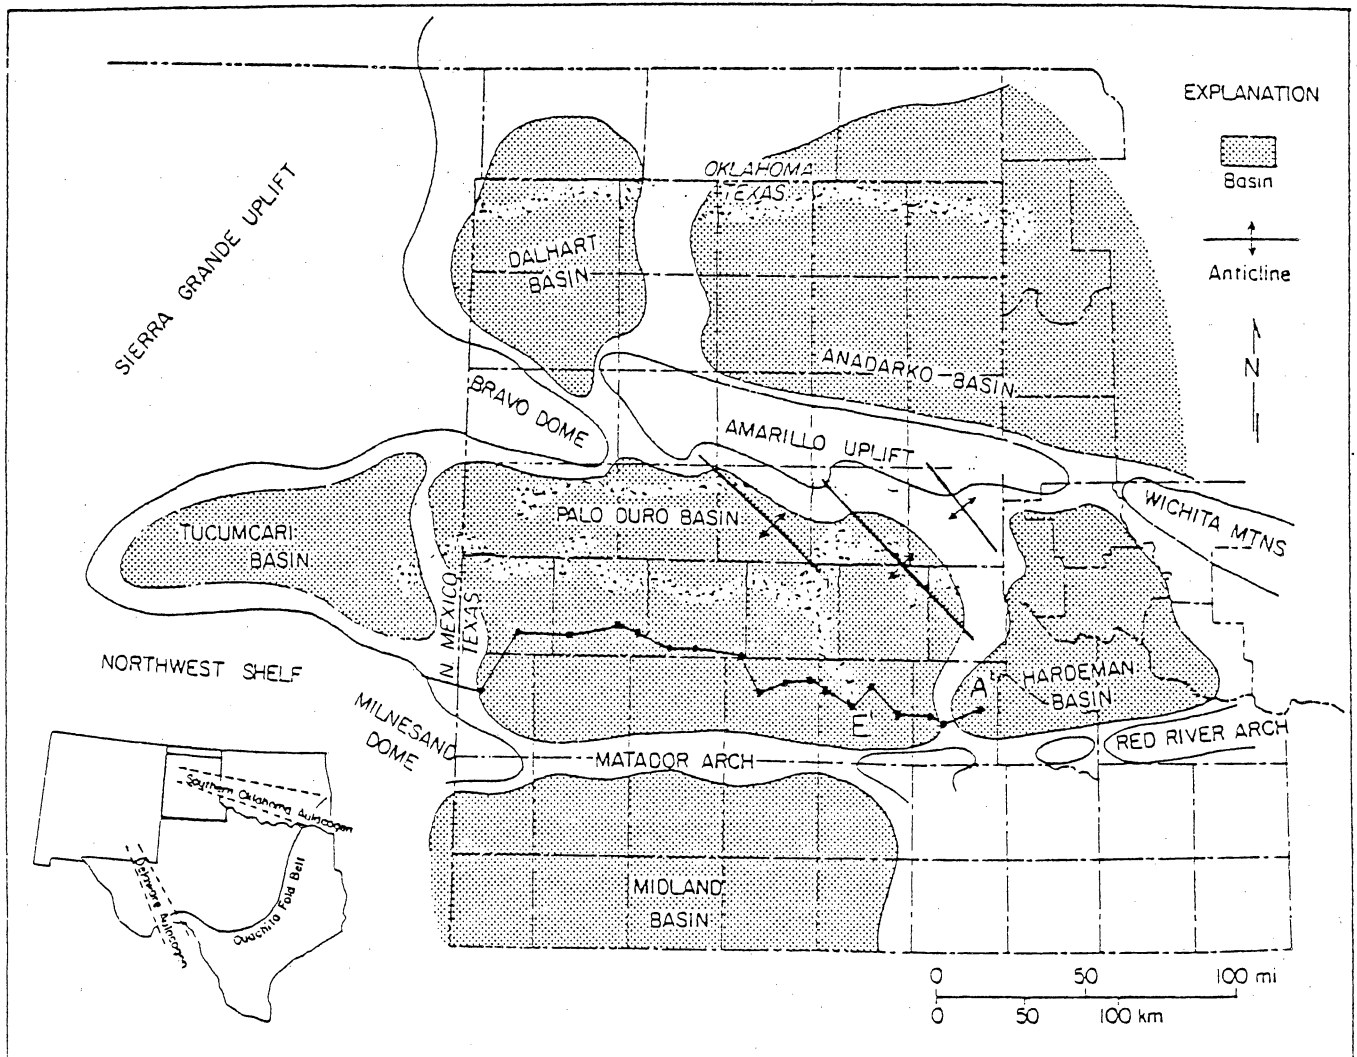 EXPLANATION
Basin
Anticline
N
OKLAHOMA
TEXAS
SIERRA GRANDE UPLIFT
DALHART
BASIN
ANADARKO BASIN
BRAVO DOME
AMARILLO UPLIFT
WICHITA MTNS
PALO DURO BASIN
TUCUMCARI
BASIN
N MEXICO
TEXAS
NORTHWEST SHELF
HARDEMAN
BASIN
A'
E'
MILNESAND
DOME
MATADOR ARCH
RED RIVER ARCH
Southern Oklahoma Aulacogen
Delaware Aulacogen
Ouachita Fold Belt
MIDLAND
BASIN
0 50 100 mi
0 50 100 km